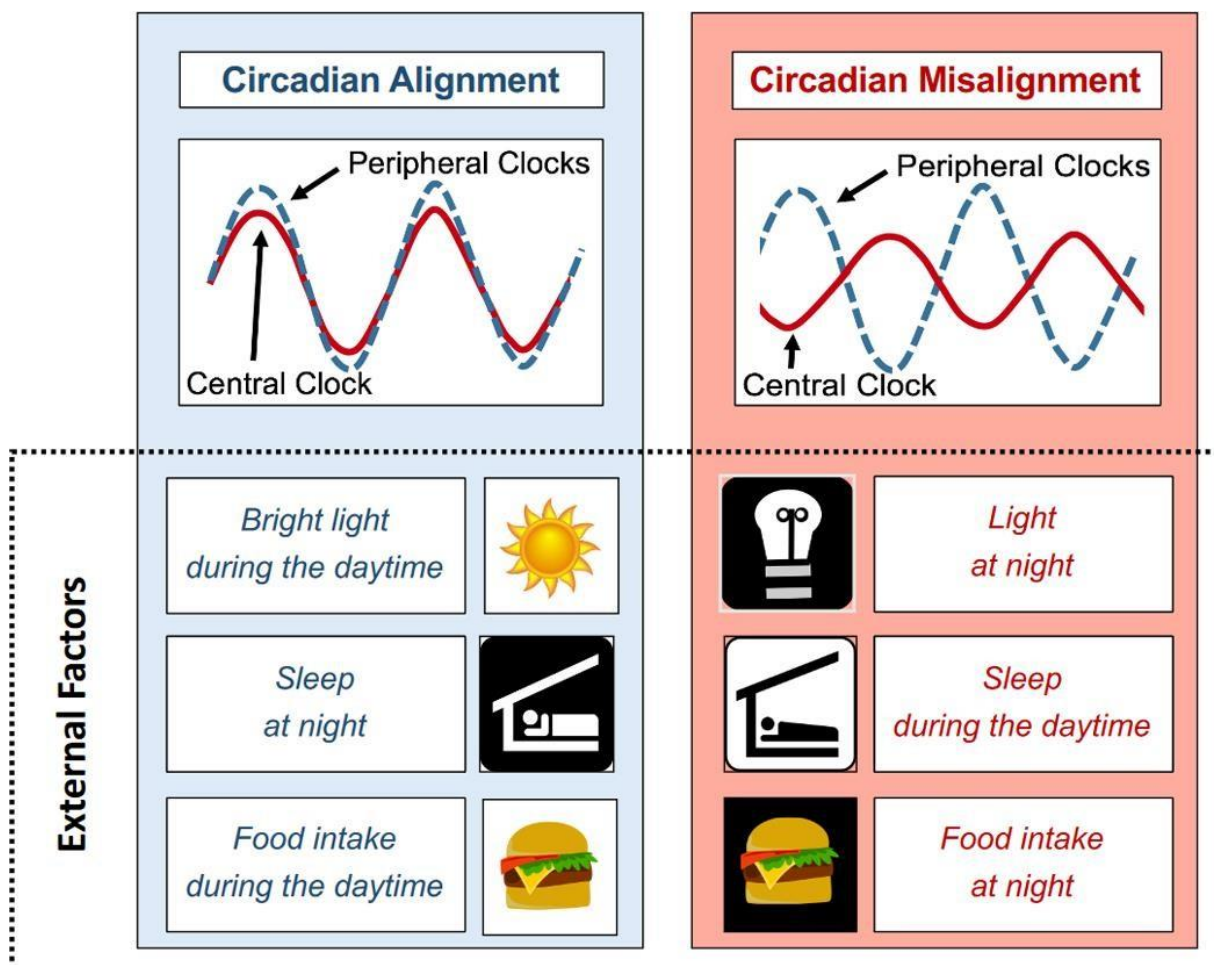 Circadian Alignment
Peripheral Clocks
Central Clock
Circadian Misalignment
Peripheral Clocks
Central Clock
External Factors
Bright light
during the daytime
Light
at night
Sleep
at night
Sleep
during the daytime
Food intake
during the daytime
Food intake
at night